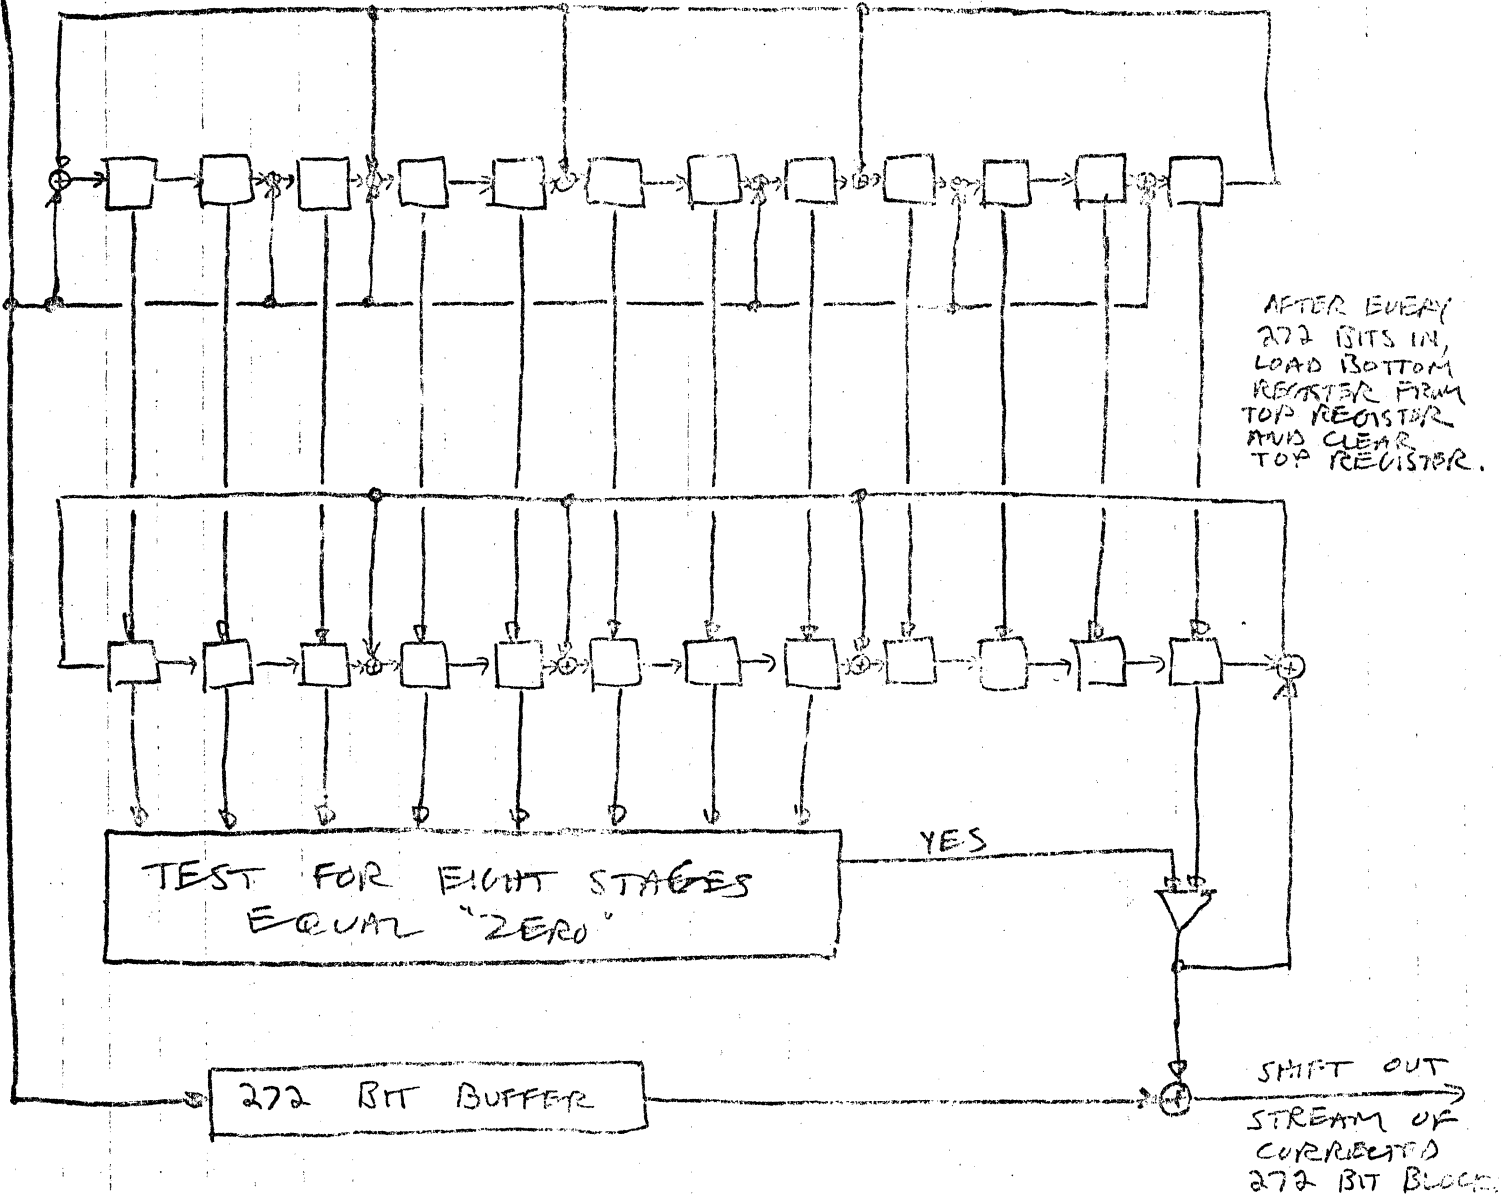 AFTER EVERY
272 BITS IN,
LOAD BOTTOM
REGISTER FROM
TOP REGISTOR
AND CLEAR
TOP REGISTER.
YES
TEST FOR EIGHT STAGES
EQUAL "ZERO"
272 BIT BUFFER
SHIFT OUT
STREAM OF
CORRECTED
272 BIT BLOCKS